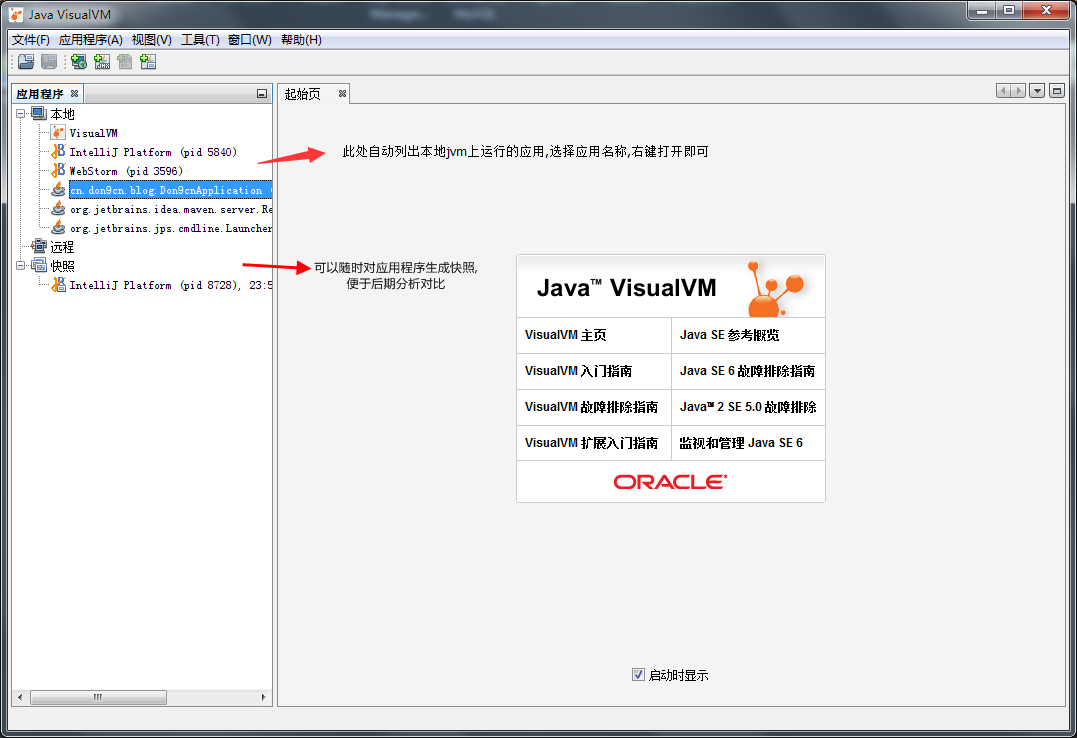 Java VisualVM
文件(F) 应用程序(A) 视图(V) 工具(T) 窗口(W) 帮助(H)
应用程序
起始页
本地
VisualVM
IntelliJ Platform (pid 5840)
WebStorm (pid 3596)
cn.don9cn.blog.Don9cnApplication (
org.jetbrains.idea.maven.server.Re
org.jetbrains.jps.cmdline.Launcher
远程
快照
IntelliJ Platform (pid 8728), 23:5
此处自动列出本地jvm上运行的应用,选择应用名称,右键打开即可
可以随时对应用程序生成快照,
便于后期分析对比
Java™ VisualVM
VisualVM 主页
Java SE 参考概览
VisualVM 入门指南
Java SE 6 故障排除指南
VisualVM 故障排除指南
Java™ 2 SE 5.0 故障排除
VisualVM 扩展入门指南
监视和管理 Java SE 6
ORACLE
启动时显示